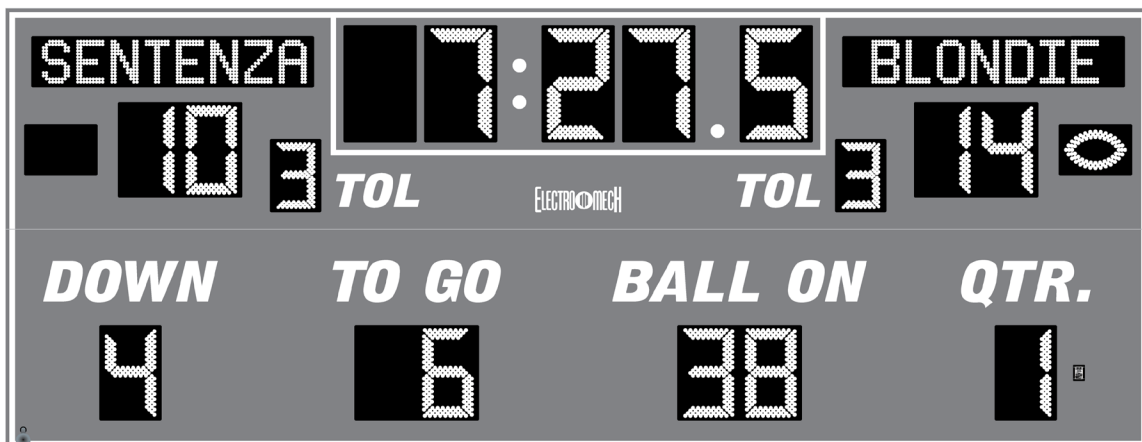 SENTENZA 7:27.5 BLONDIE
10 3 TOL ELECTRO MECH TOL 3 14
DOWN TO GO BALL ON QTR.
4 6 38 1